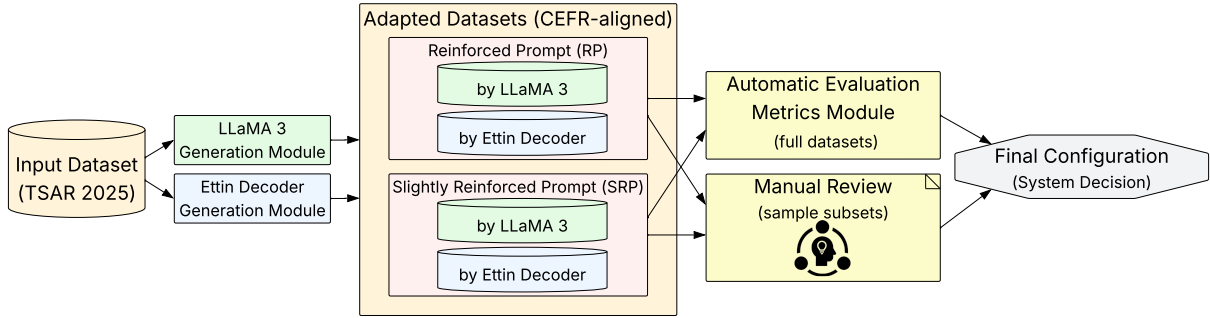 Input Dataset
(TSAR 2025)
LLaMA 3
Generation Module
Ettin Decoder
Generation Module
Adapted Datasets (CEFR-aligned)
Reinforced Prompt (RP)
by LLaMA 3
by Ettin Decoder
Slightly Reinforced Prompt (SRP)
by LLaMA 3
by Ettin Decoder
Automatic Evaluation
Metrics Module
(full datasets)
Manual Review
(sample subsets)
Final Configuration
(System Decision)